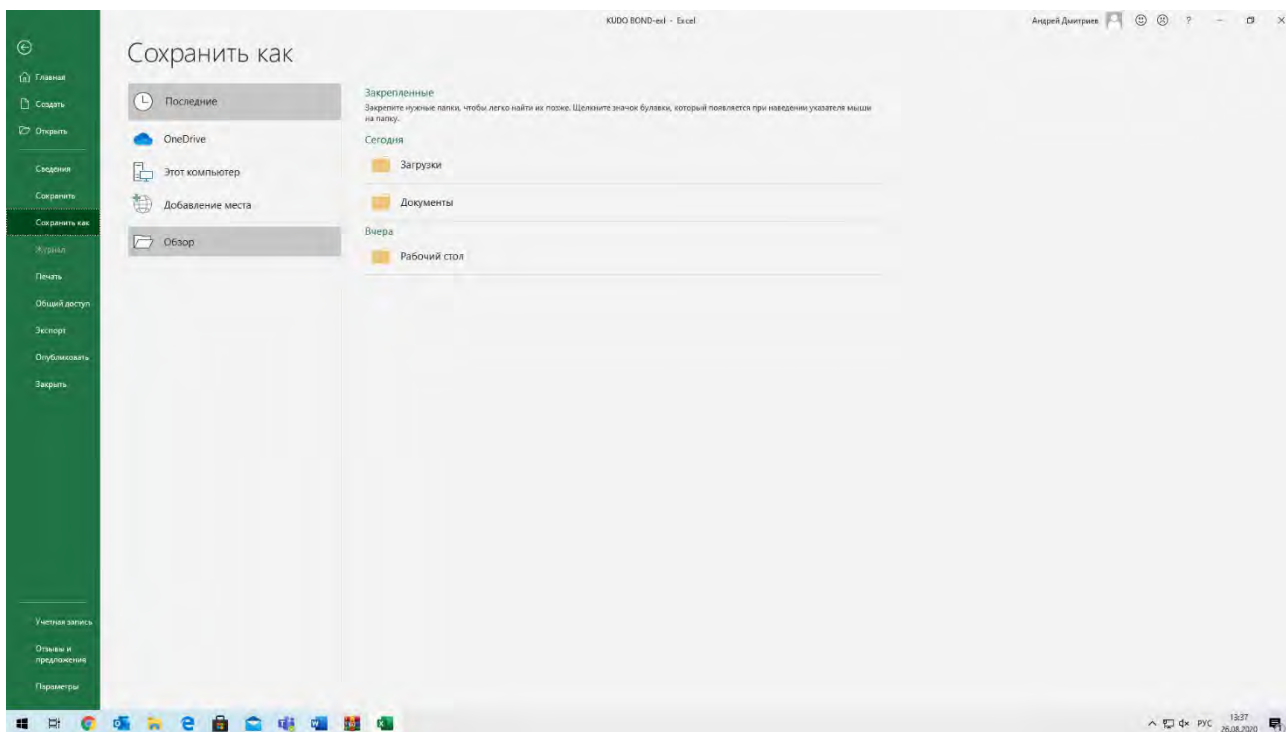 KUDO BOND-exl - Excel
Андрей Дмитриев
?
Сохранить как
Главная
Создать
Открыть
Сведения
Сохранить
Сохранить как
Журнал
Печать
Общий доступ
Экспорт
Опубликовать
Закрыть
Учетная запись
Отзывы и
предложения
Параметры
Последние
OneDrive
Этот компьютер
Добавление места
Обзор
Закрепленные
Закрепите нужные папки, чтобы легко найти их позже. Щелкните значок булавки, который появляется при наведении указателя мыши
на папку.
Сегодня
Загрузки
Документы
Вчера
Рабочий стол
РУС
13:37
26.08.2020